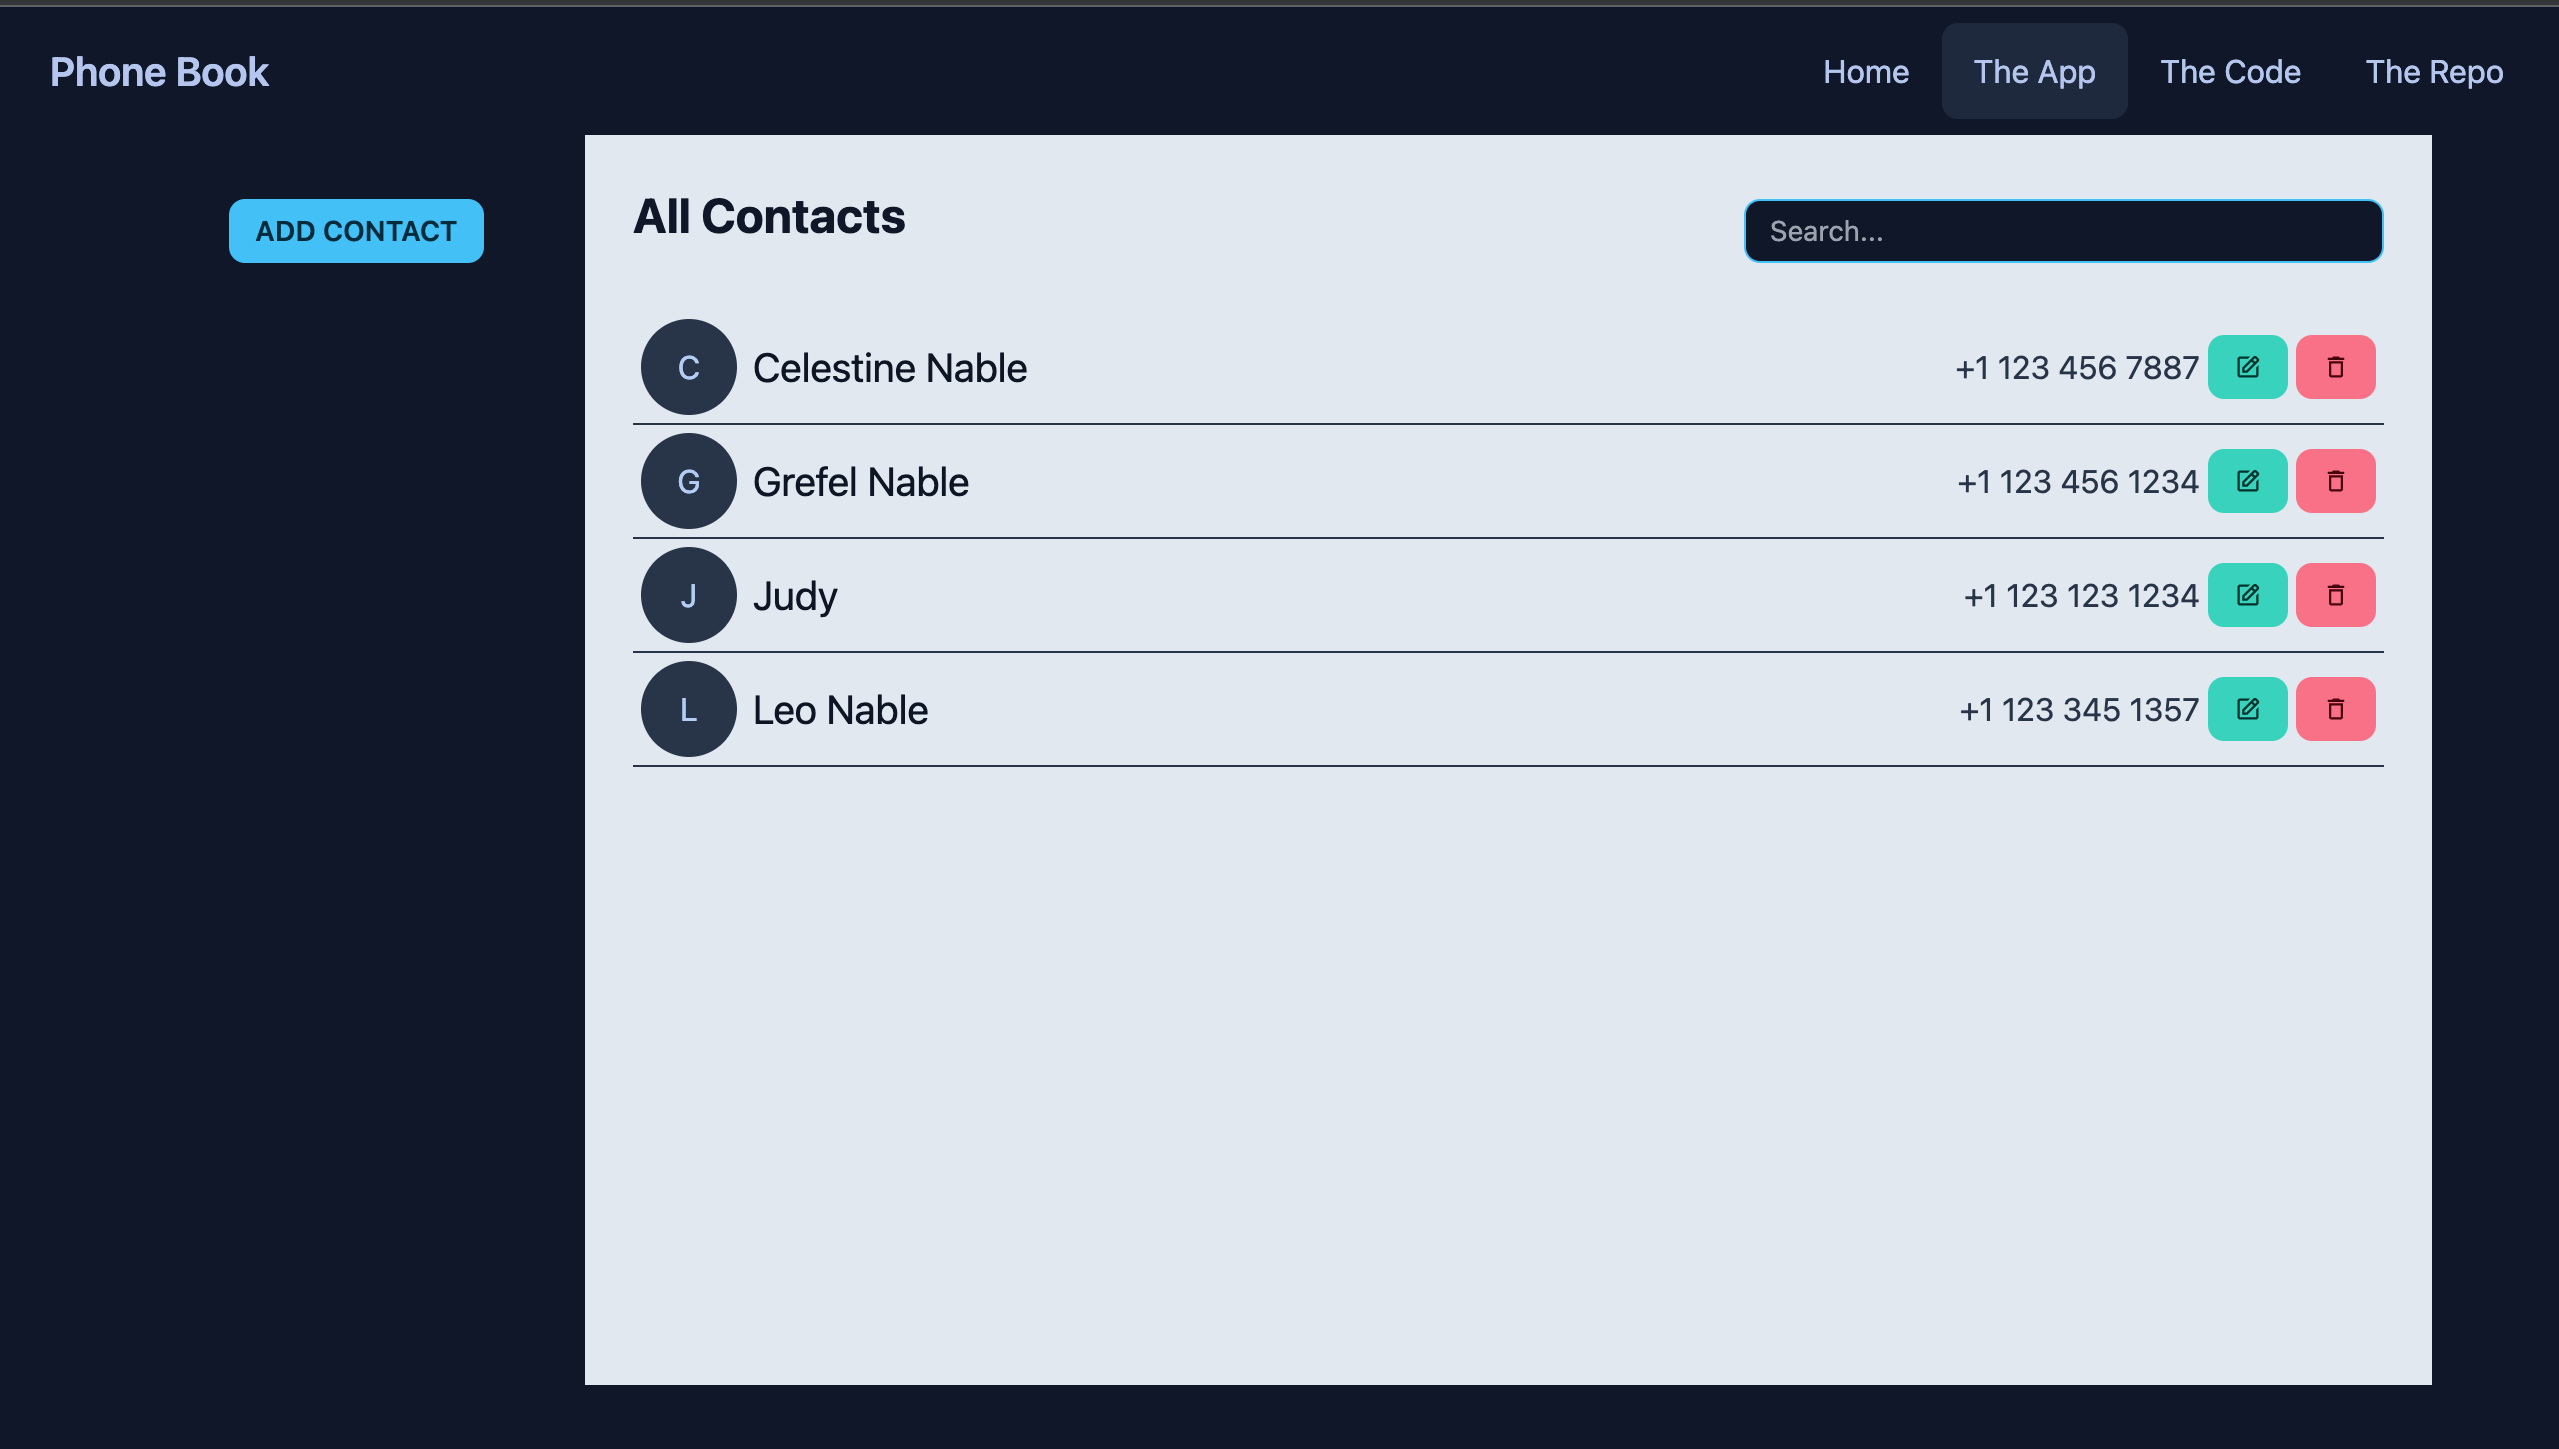 Phone Book
Home The App The Code The Repo
ADD CONTACT
All Contacts
Search...
C Celestine Nable +1 123 456 7887
G Grefel Nable +1 123 456 1234
J Judy +1 123 123 1234
L Leo Nable +1 123 345 1357